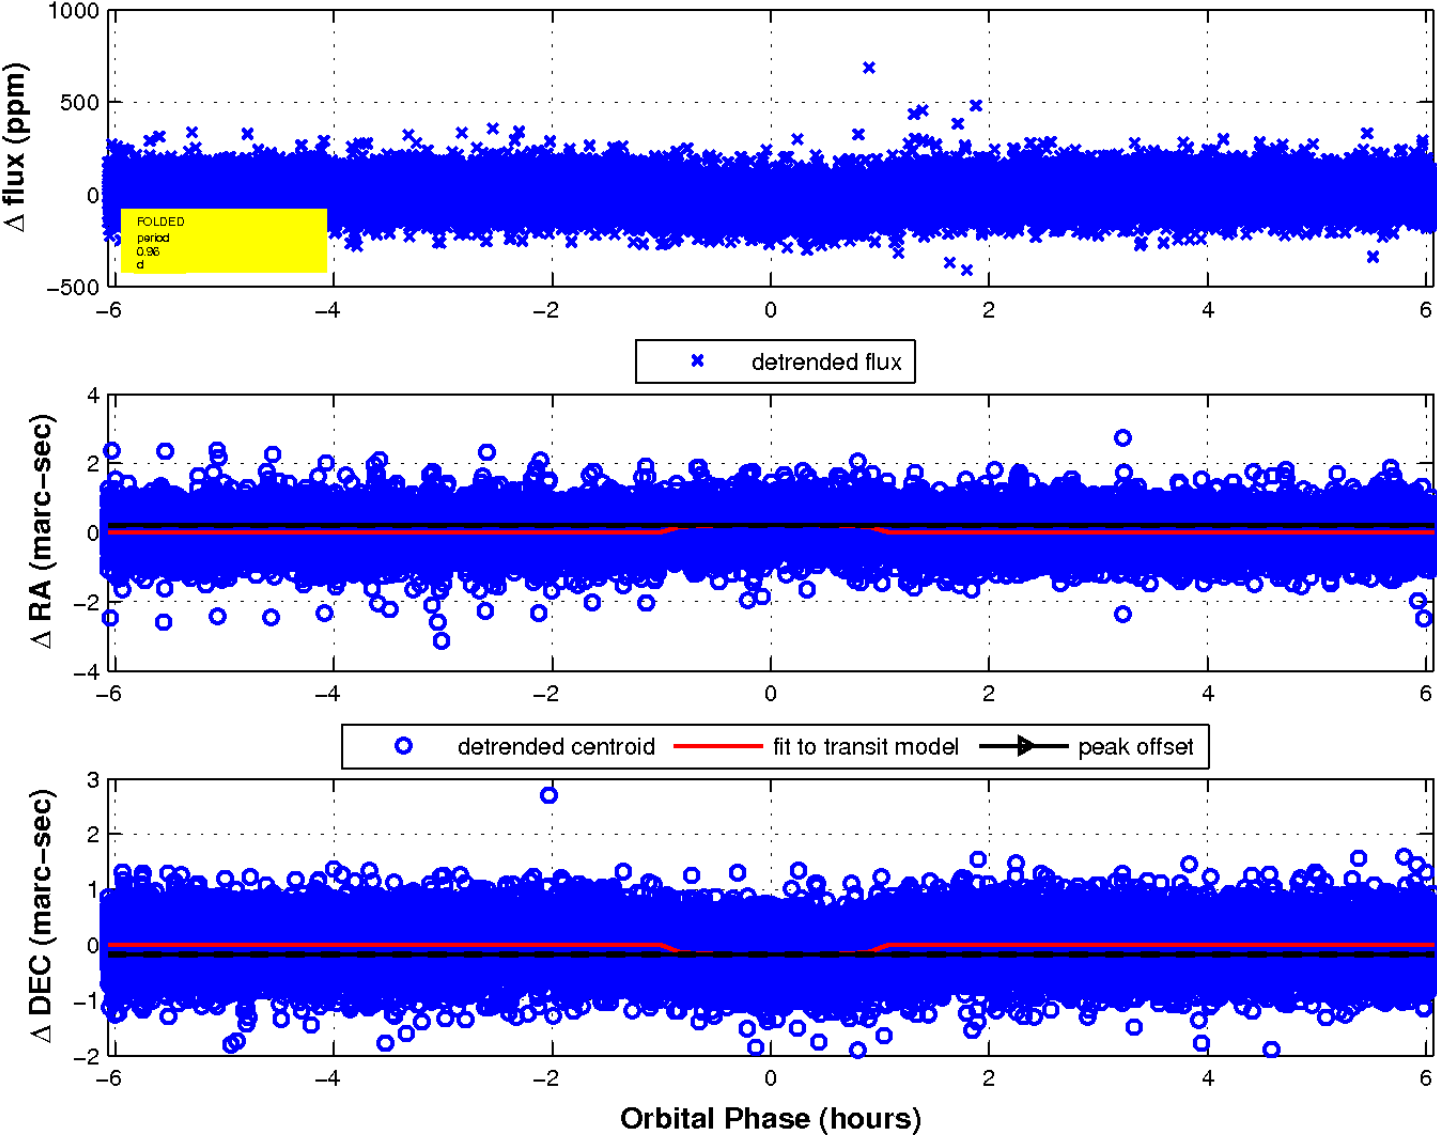 1000
500
0
−500
Δ flux (ppm)
FOLDED
period
0.96
d
−6 −4 −2 0 2 4 6
detrended flux
4
2
0
−2
−4
Δ RA (marc−sec)
−6 −4 −2 0 2 4 6
detrended centroid fit to transit model peak offset
3
2
1
0
−1
−2
Δ DEC (marc−sec)
−6 −4 −2 0 2 4 6
Orbital Phase (hours)